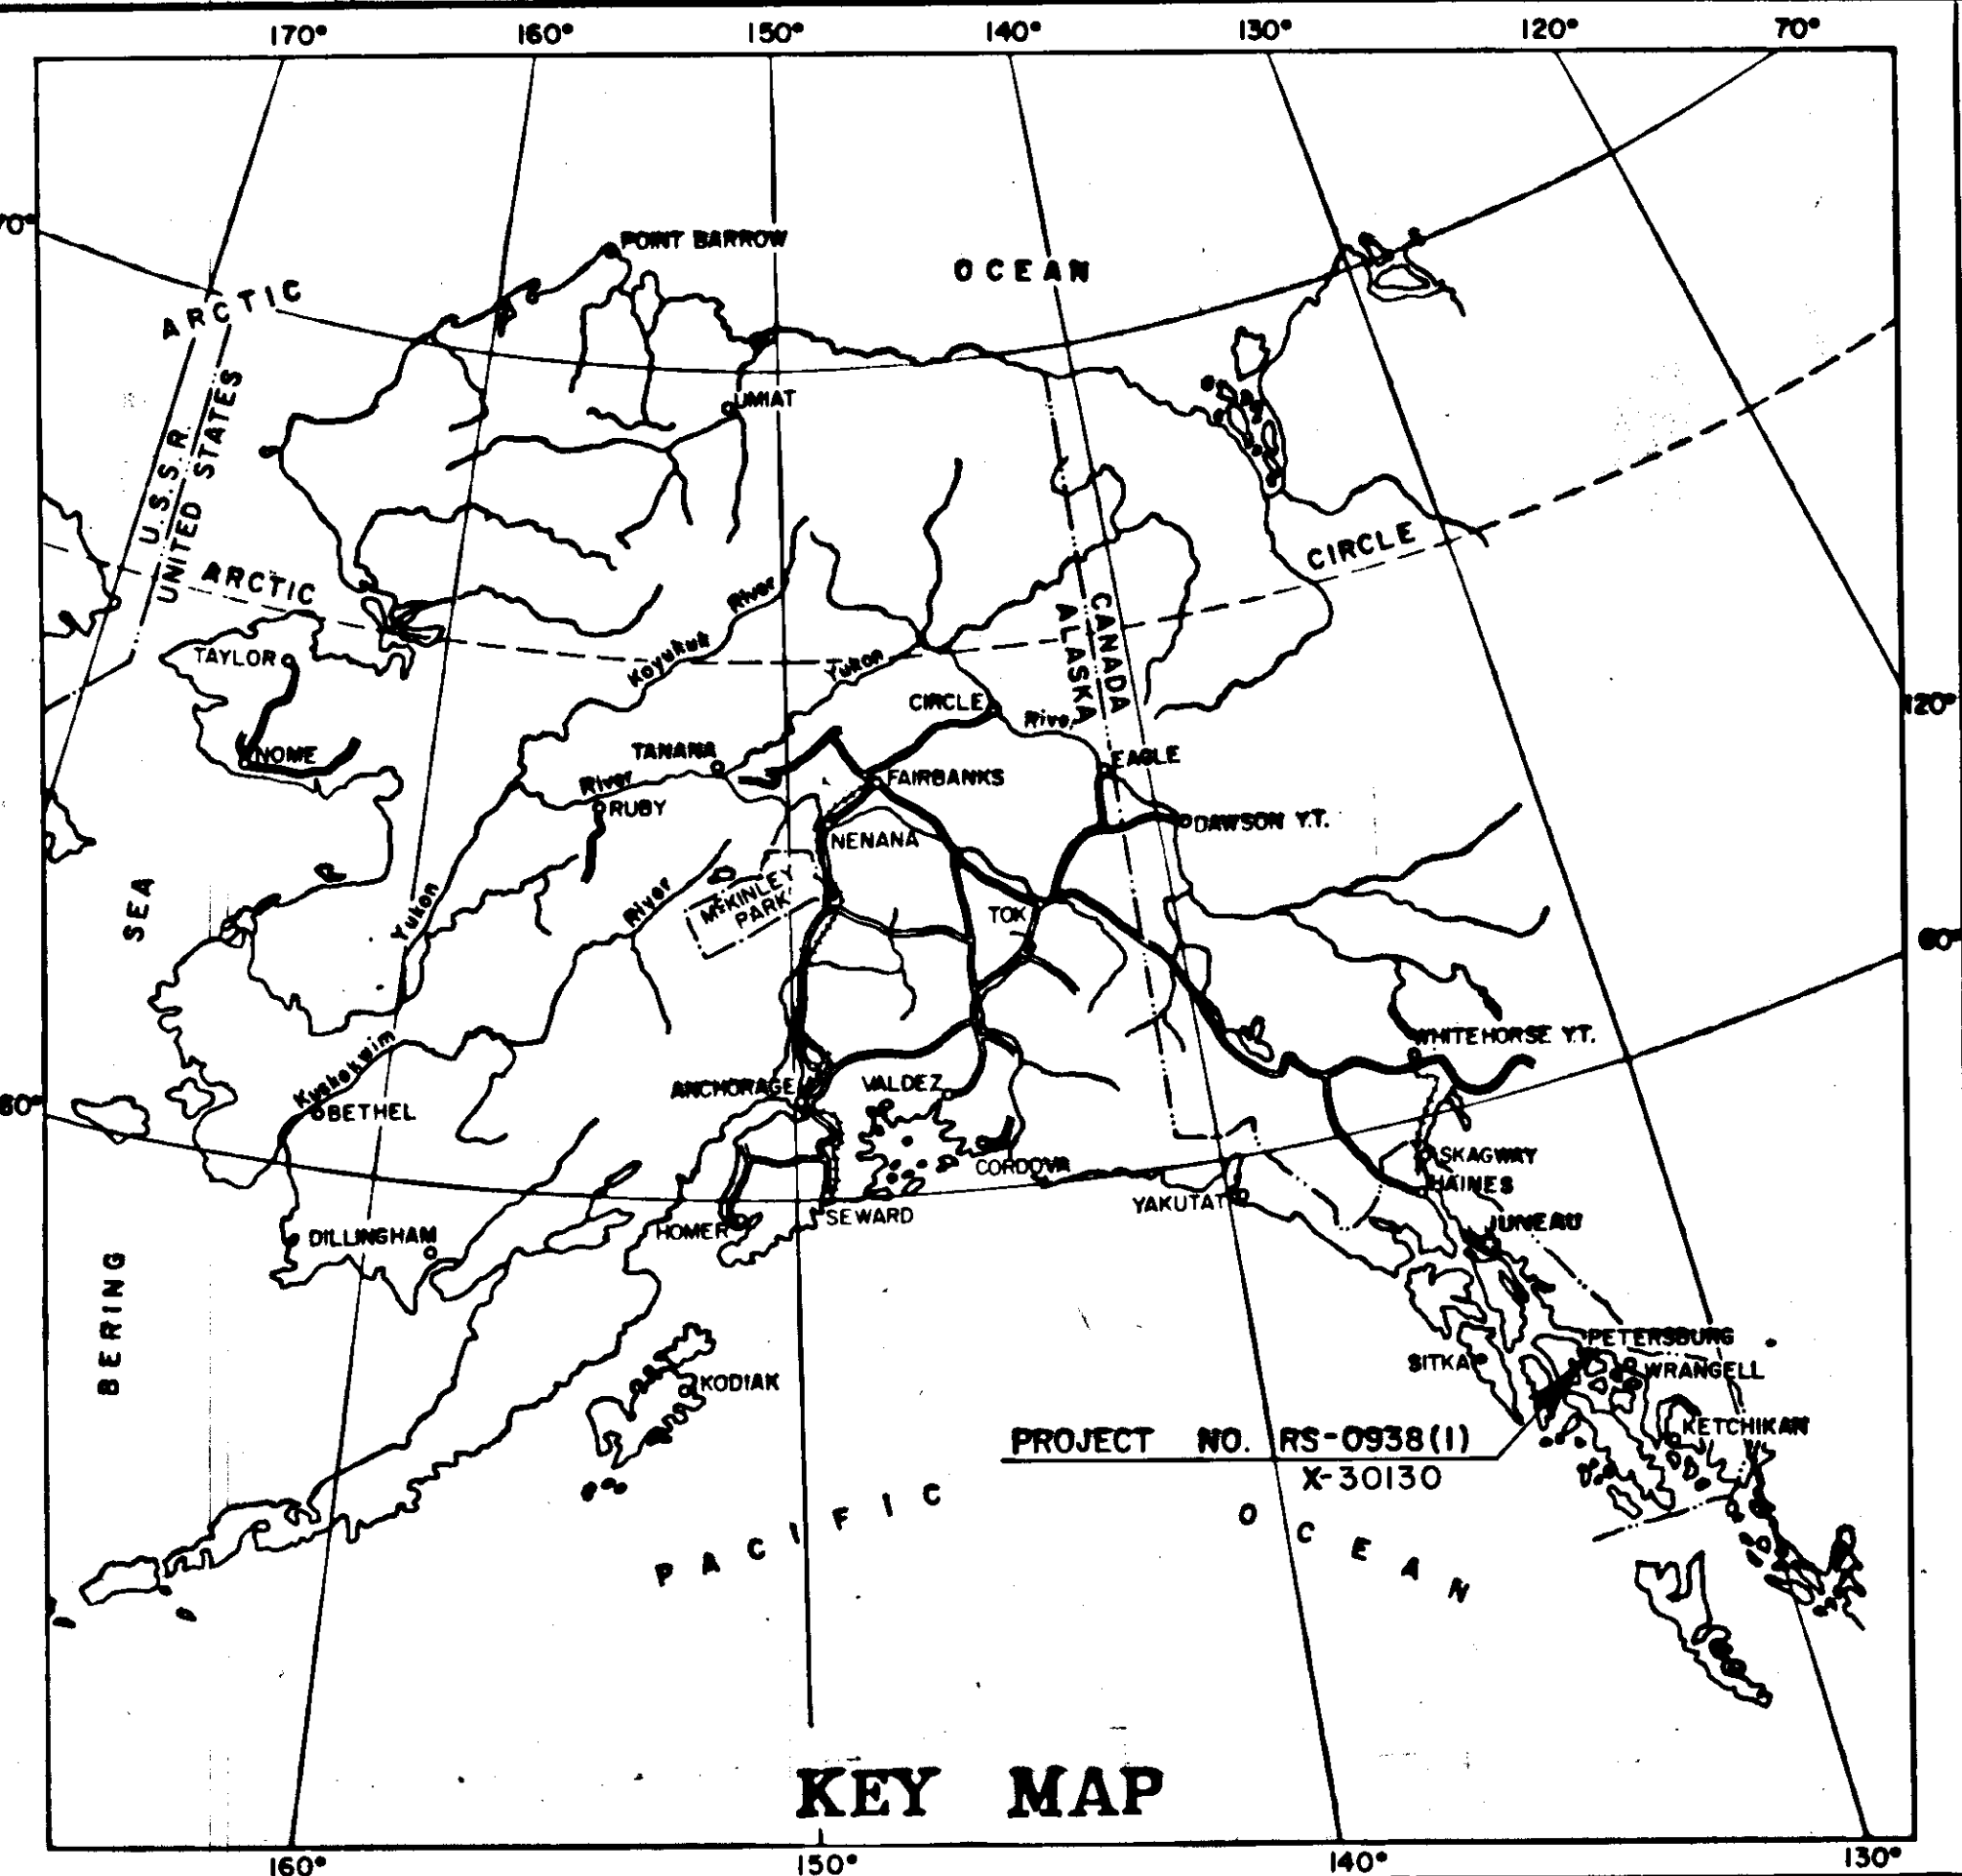 170° 160° 150° 140° 130° 120° 70°
70°
POINT BARROW
OCEAN
ARCTIC
UMIAT
U.S.S.R.
UNITED STATES
ARCTIC
CIRCLE
CANADA
ALASKA
TAYLOR
Koyukuk River
Yukon
CIRCLE
River
120°
NOME
TANANA
FAIRBANKS
EAGLE
River
RUBY
NENANA
DAWSON Y.T.
SEA
Yukon
River
McKINLEY
PARK
TOK
60°
WHITEHORSE Y.T.
Kuskokwim
ANCHORAGE
VALDEZ
60°
BETHEL
CORDOVA
SKAGWAY
HAINES
YAKUTAT
SEWARD
HOMER
JUNEAU
DILLINGHAM
BERING
PETERSBURG
SITKA
WRANGELL
KODIAK
KETCHIKAN
PROJECT NO. RS-0938(1)
X-30130
PACIFIC OCEAN
KEY MAP
160° 150° 140° 130°